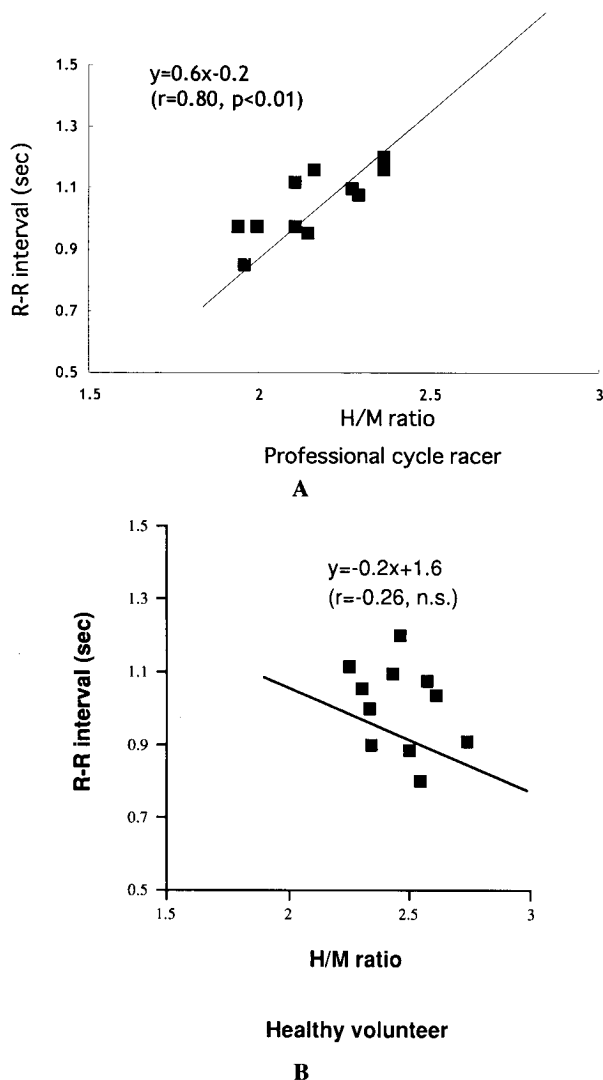 1.5
y=0.6x-0.2
(r=0.80, p<0.01)
1.3
R-R interval (sec)
1.1
0.9
0.7
0.5
1.5 2 2.5 3
H/M ratio
Professional cycle racer
A
1.5
y=-0.2x+1.6
(r=-0.26, n.s.)
1.3
R-R interval (sec)
1.1
0.9
0.7
0.5
1.5 2 2.5 3
H/M ratio
Healthy volunteer
B